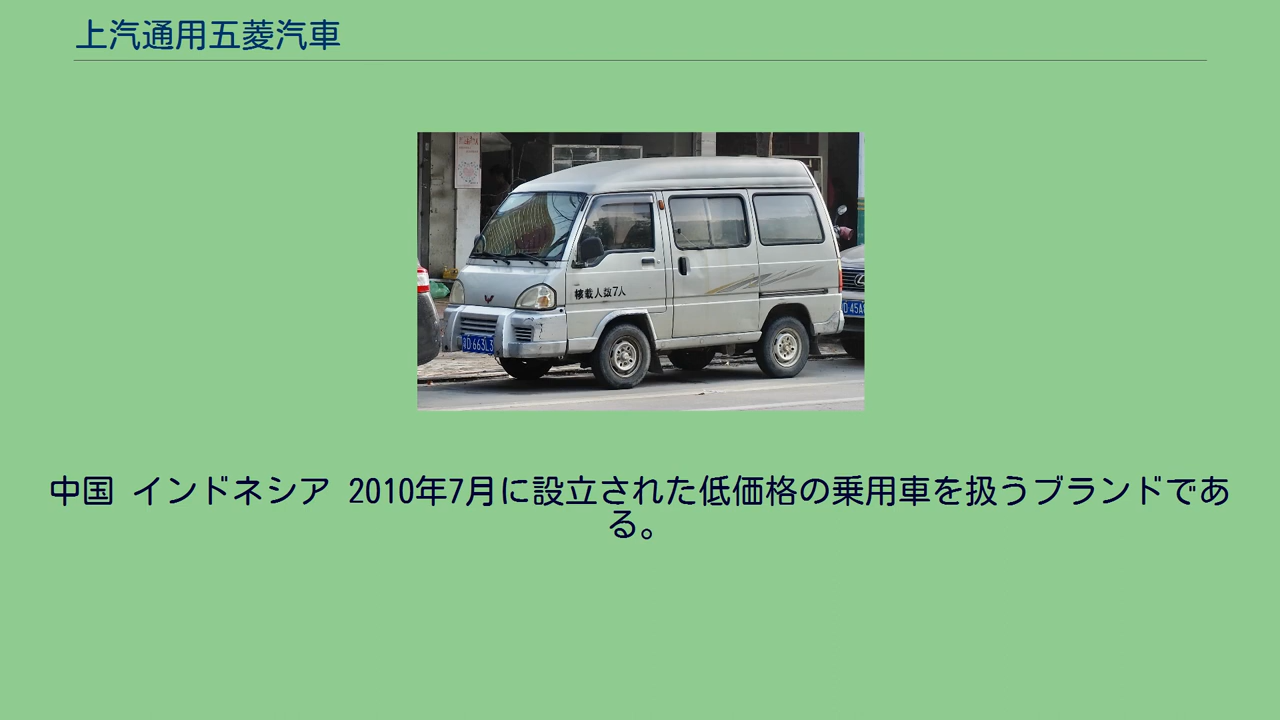 上汽通用五菱汽車
核载人数7人
中国 インドネシア 2010年7月に設立された低価格の乗用車を扱うブランドであ
る。